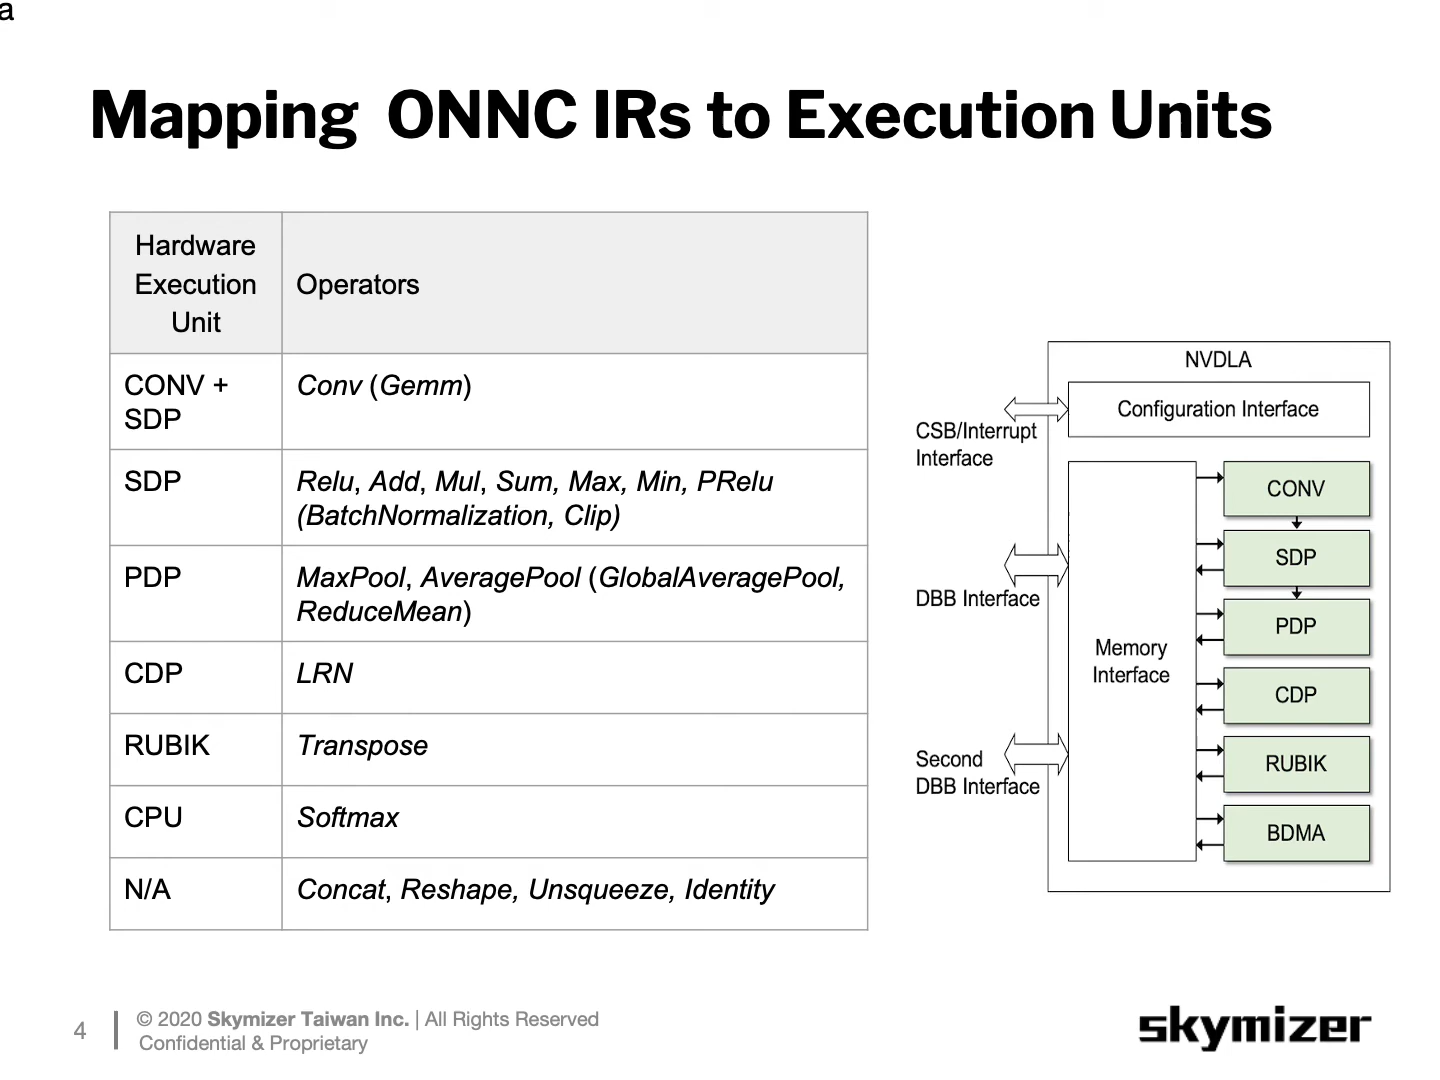 a
Mapping  ONNC IRs to Execution Units
Hardware
Execution
Unit
Operators
CONV +
SDP
Conv (Gemm)
SDP
Relu, Add, Mul, Sum, Max, Min, PRelu
(BatchNormalization, Clip)
PDP
MaxPool, AveragePool (GlobalAveragePool,
ReduceMean)
CDP
LRN
RUBIK
Transpose
CPU
Softmax
N/A
Concat, Reshape, Unsqueeze, Identity
NVDLA
Configuration Interface
CSB/Interrupt
Interface
DBB Interface
Second
DBB Interface
Memory
Interface
CONV
SDP
PDP
CDP
RUBIK
BDMA
4
© 2020 Skymizer Taiwan Inc. | All Rights Reserved
Confidential & Proprietary
skymizer